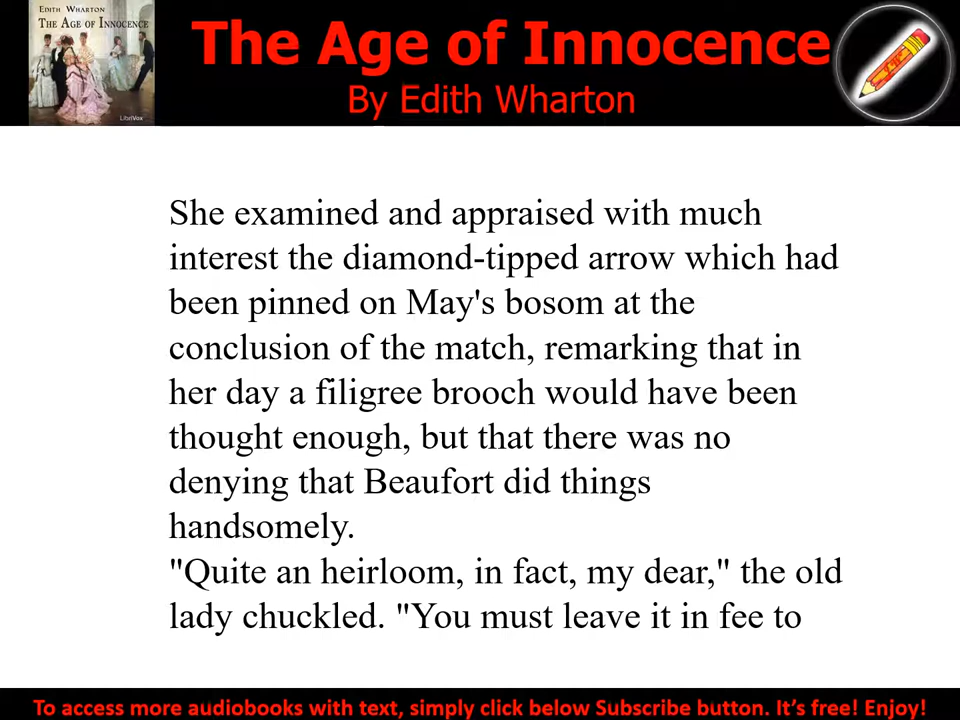 EDITH WHARTON
THE AGE OF INNOCENCE
LibriVox
The Age of Innocence
By Edith Wharton
She examined and appraised with much
interest the diamond-tipped arrow which had
been pinned on May's bosom at the
conclusion of the match, remarking that in
her day a filigree brooch would have been
thought enough, but that there was no
denying that Beaufort did things
handsomely.
"Quite an heirloom, in fact, my dear," the old
lady chuckled. "You must leave it in fee to
To access more audiobooks with text, simply click below Subscribe button. It's free! Enjoy!